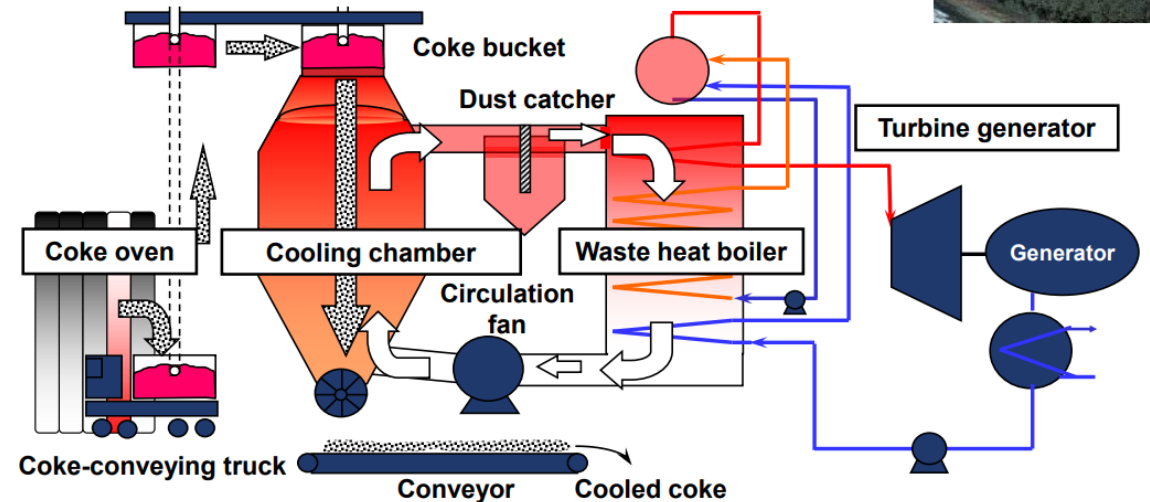 Coke bucket
Dust catcher
Turbine generator
Coke oven
Cooling chamber
Waste heat boiler
Generator
Circulation
fan
Coke-conveying truck
Conveyor
Cooled coke